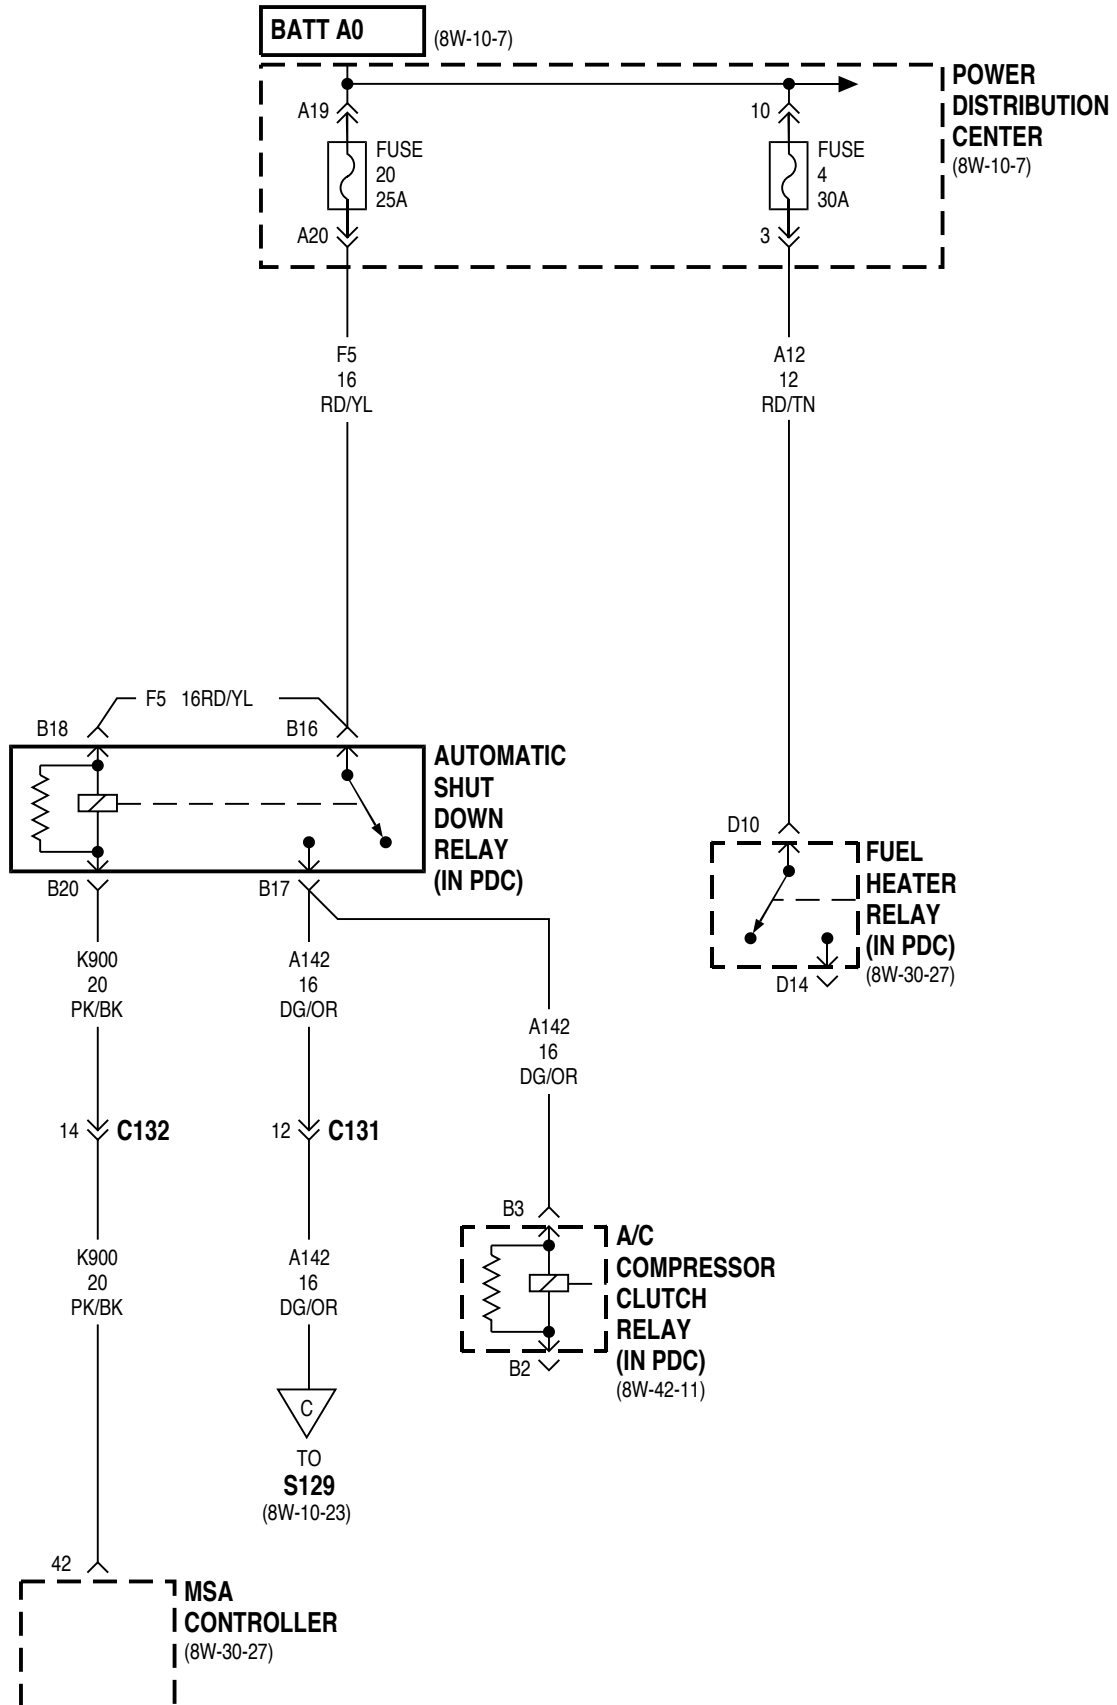 BATT A0
(8W-10-7)
POWER
DISTRIBUTION
CENTER
(8W-10-7)
A19
FUSE
20
25A
A20
10
FUSE
4
30A
3
F5
16
RD/YL
A12
12
RD/TN
F5 16RD/YL
B18
B16
AUTOMATIC
SHUT
DOWN
RELAY
(IN PDC)
B20
B17
D10
FUEL
HEATER
RELAY
(IN PDC)
(8W-30-27)
D14
K900
20
PK/BK
A142
16
DG/OR
A142
16
DG/OR
14
C132
12
C131
K900
20
PK/BK
A142
16
DG/OR
B3
A/C
COMPRESSOR
CLUTCH
RELAY
(IN PDC)
(8W-42-11)
B2
C
TO
S129
(8W-10-23)
42
MSA
CONTROLLER
(8W-30-27)